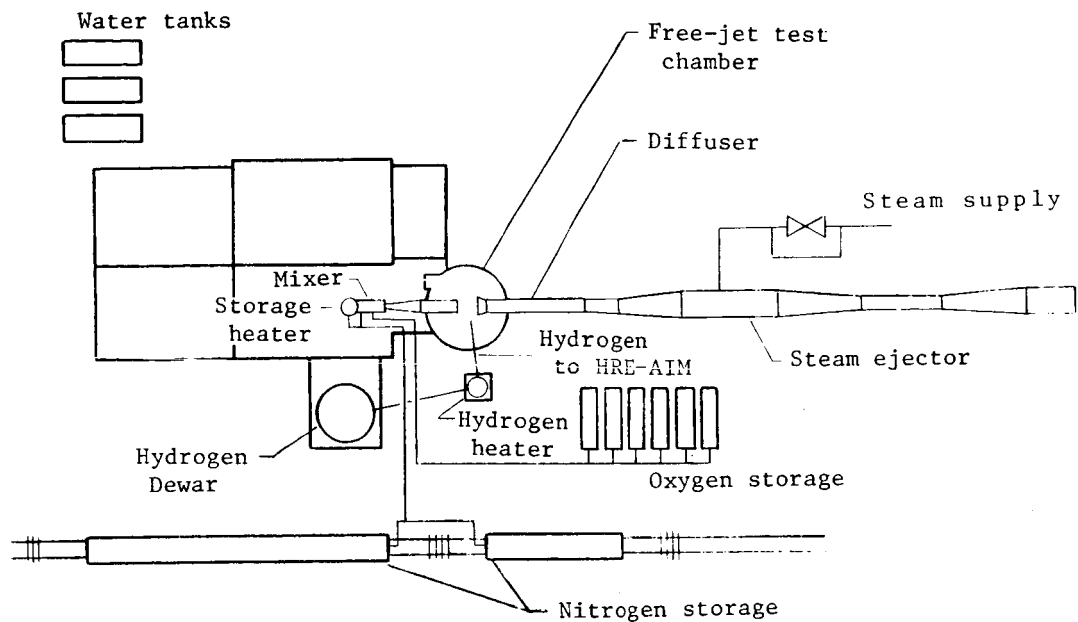 Water tanks
Free-jet test
chamber
Diffuser
Steam supply
Mixer
Storage
heater
Hydrogen
to HRE-AIM
Steam ejector
Hydrogen
heater
Hydrogen
Dewar
Oxygen storage
Nitrogen storage